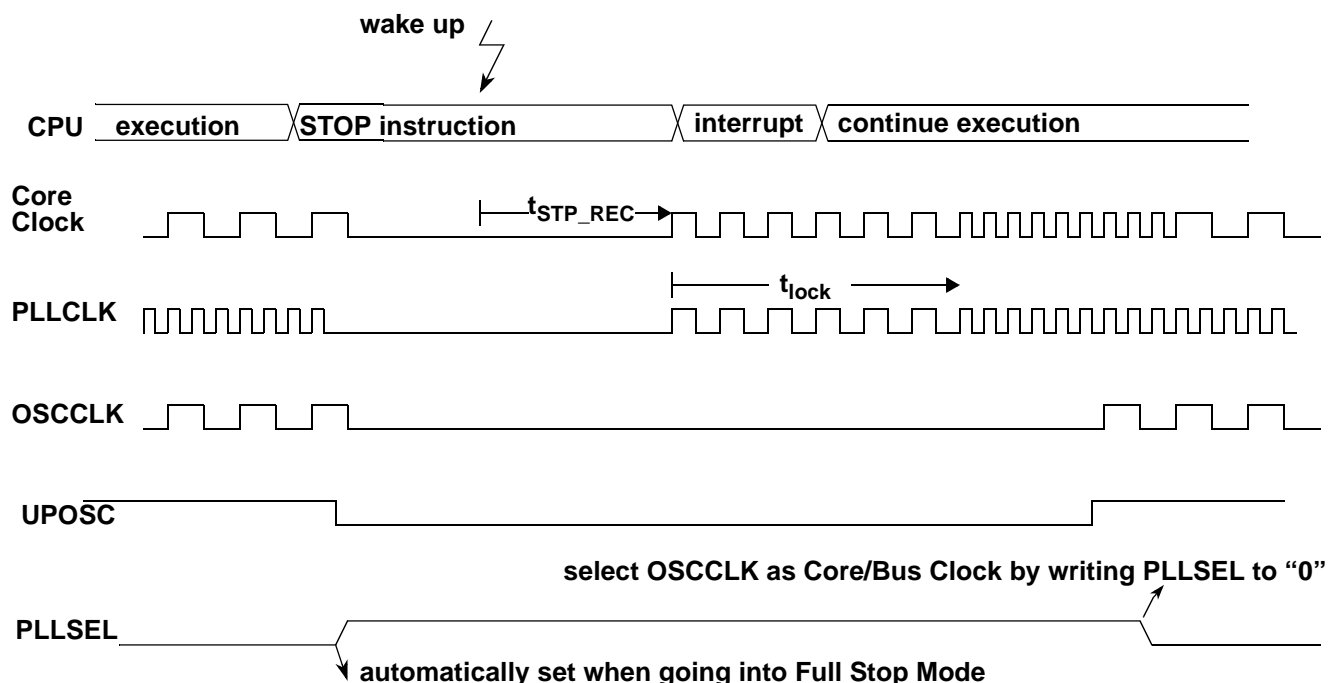 wake up
CPU execution STOP instruction interrupt continue execution
Core
Clock
tSTP_REC
tlock
PLLCLK
OSCCLK
UPOSC
select OSCCLK as Core/Bus Clock by writing PLLSEL to “0”
PLLSEL
automatically set when going into Full Stop Mode